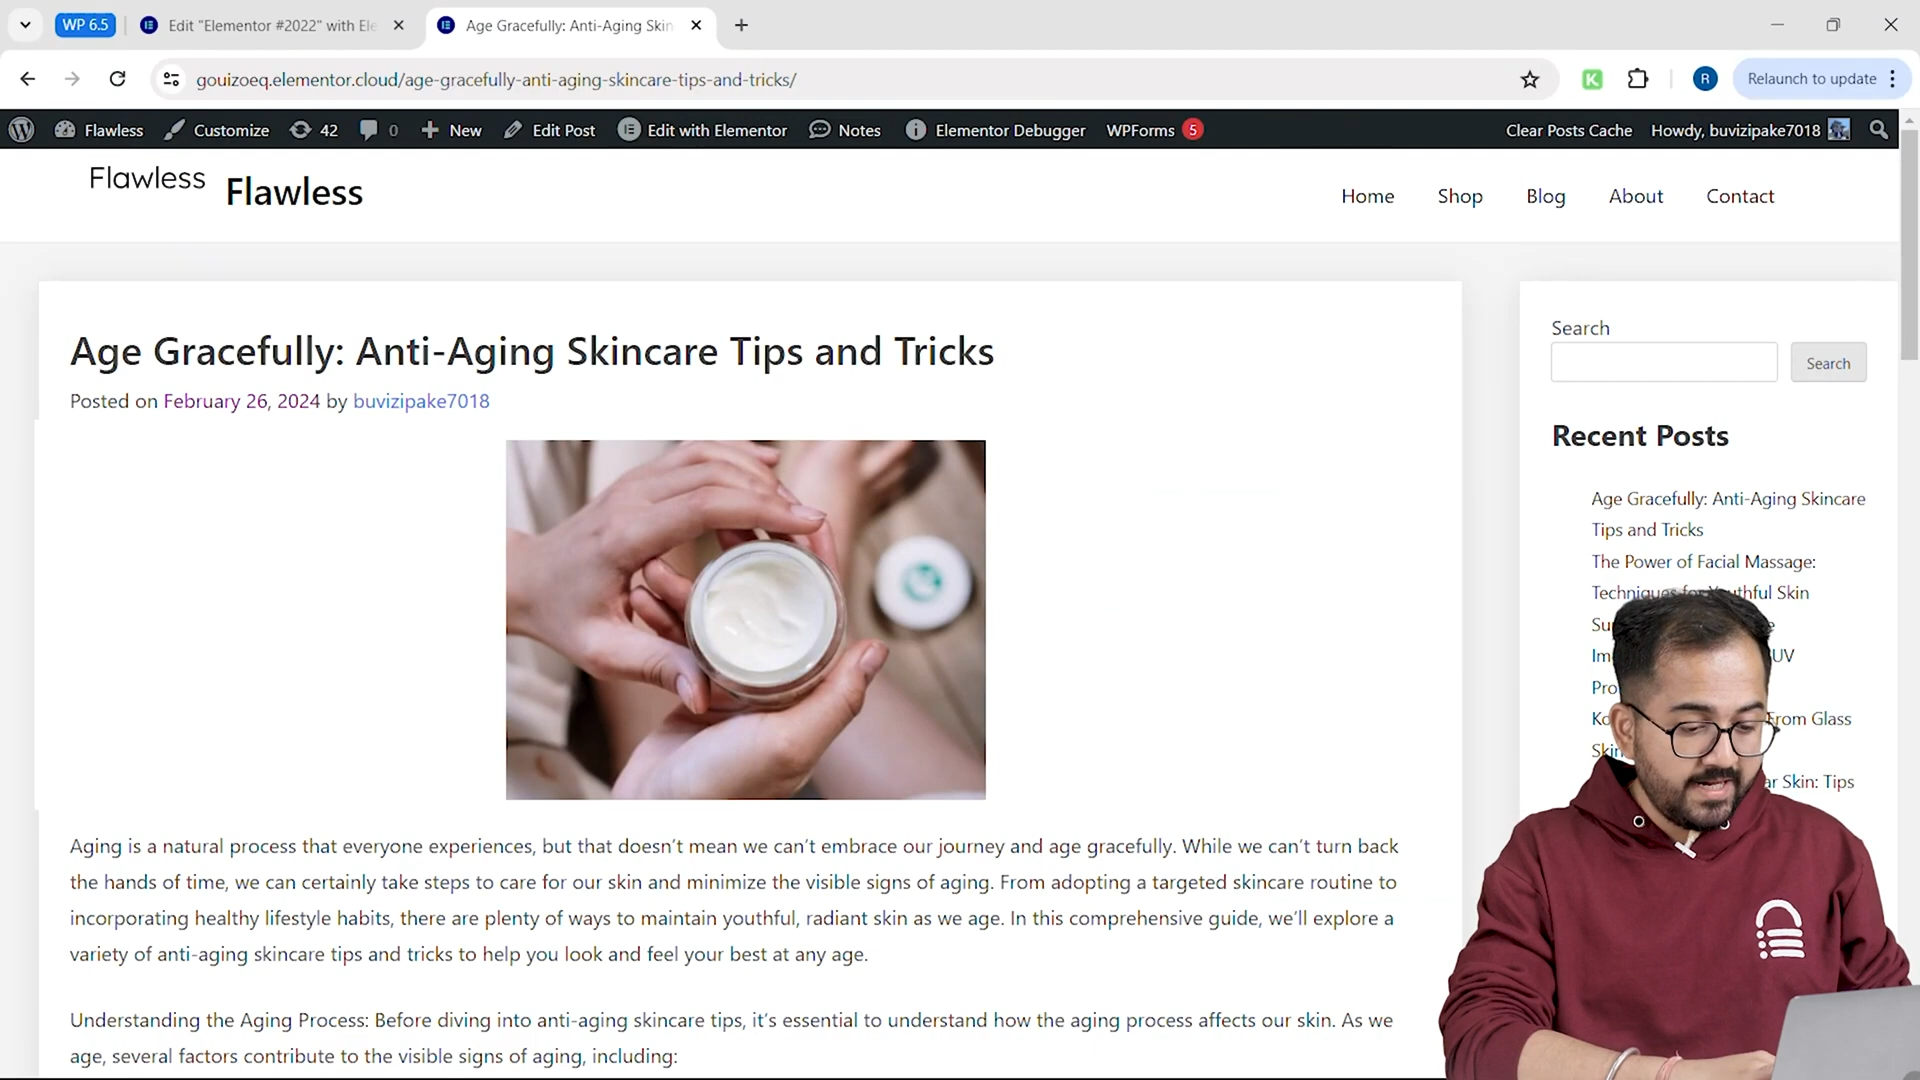 WP 6.5
Edit "Elementor #2022" with Ele
Age Gracefully: Anti-Aging Skin
gouizoeq.elementor.cloud/age-gracefully-anti-aging-skincare-tips-and-tricks/
K
R
Relaunch to update
Flawless
Customize
42
0
New
Edit Post
Edit with Elementor
Notes
Elementor Debugger
WPForms 5
Clear Posts Cache
Howdy, buvizipake7018
Flawless
Flawless
Home
Shop
Blog
About
Contact
Age Gracefully: Anti-Aging Skincare Tips and Tricks
Posted on February 26, 2024 by buvizipake7018
Aging is a natural process that everyone experiences, but that doesn’t mean we can’t embrace our journey and age gracefully. While we can’t turn back
the hands of time, we can certainly take steps to care for our skin and minimize the visible signs of aging. From adopting a targeted skincare routine to
incorporating healthy lifestyle habits, there are plenty of ways to maintain youthful, radiant skin as we age. In this comprehensive guide, we’ll explore a
variety of anti-aging skincare tips and tricks to help you look and feel your best at any age.
Understanding the Aging Process: Before diving into anti-aging skincare tips, it’s essential to understand how the aging process affects our skin. As we
age, several factors contribute to the visible signs of aging, including:
Search
Search
Recent Posts
Age Gracefully: Anti-Aging Skincare
Tips and Tricks
The Power of Facial Massage:
Techniques for Youthful Skin
UV
From Glass
Skin
Skin: Tips